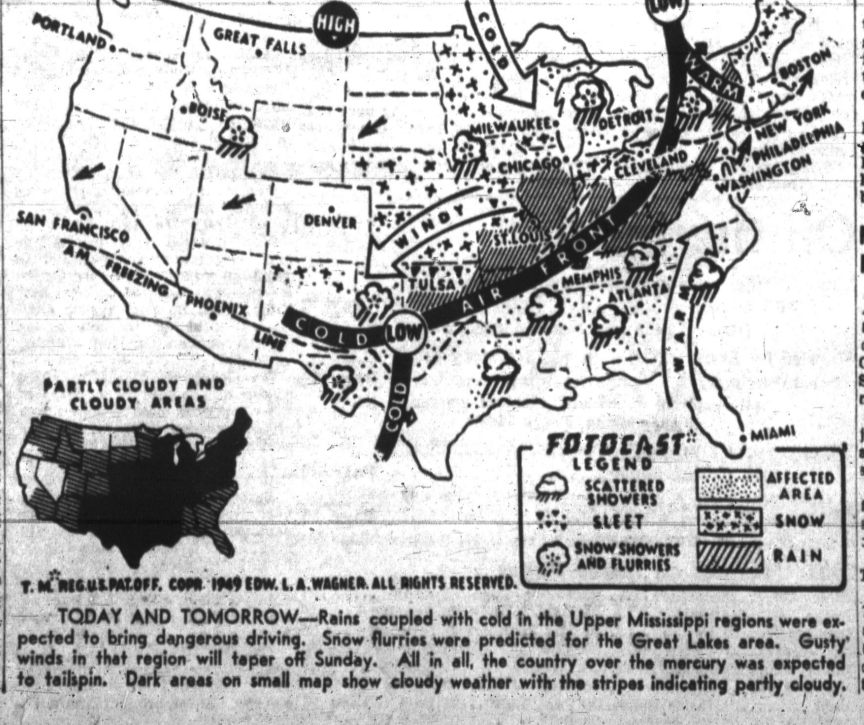 HIGH
LOW
PORTLAND
GREAT FALLS
COLD
WARM
BOSTON
BOISE
MILWAUKEE
DETROIT
NEW YORK
PHILADELPHIA
WASHINGTON
CHICAGO
CLEVELAND
SAN FRANCISCO
DENVER
WINDY
ST. LOUIS
A.M. FREEZING
LINE
PHOENIX
TULSA
MEMPHIS
ATLANTA
COLD
LOW
AIR FRONT
WARM
COLD
MIAMI
PARTLY CLOUDY AND
CLOUDY AREAS
FOTOCAST*
LEGEND
SCATTERED
SHOWERS
SLEET
SNOW SHOWERS
AND FLURRIES
AFFECTED
AREA
SNOW
RAIN
T. M.* REG.U.S.PAT.OFF. COPR 1949 EDW. L. A. WAGNER. ALL RIGHTS RESERVED.
TODAY AND TOMORROW—Rains coupled with cold in the Upper Mississippi regions were ex-
pected to bring dangerous driving. Snow flurries were predicted for the Great Lakes area. Gusty
winds in that region will taper off Sunday. All in all, the country over the mercury was expected
to tailspin. Dark areas on small map show cloudy weather with the stripes indicating partly cloudy.